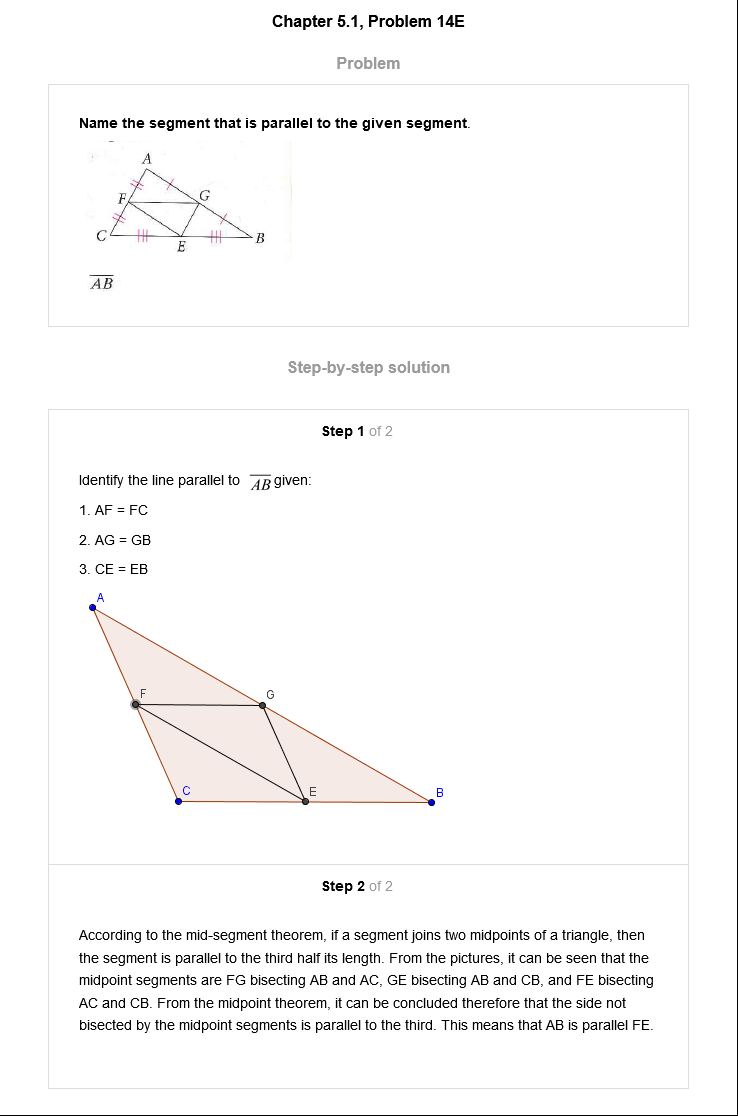 Chapter 5.1, Problem 14E
Problem
Name the segment that is parallel to the given segment.
A
F
G
C
E
B
AB
Step-by-step solution
Step 1 of 2
Identify the line parallel to AB given:
1. AF = FC
2. AG = GB
3. CE = EB
A
F
G
C
E
B
Step 2 of 2
According to the mid-segment theorem, if a segment joins two midpoints of a triangle, then
the segment is parallel to the third half its length. From the pictures, it can be seen that the
midpoint segments are FG bisecting AB and AC, GE bisecting AB and CB, and FE bisecting
AC and CB. From the midpoint theorem, it can be concluded therefore that the side not
bisected by the midpoint segments is parallel to the third. This means that AB is parallel FE.